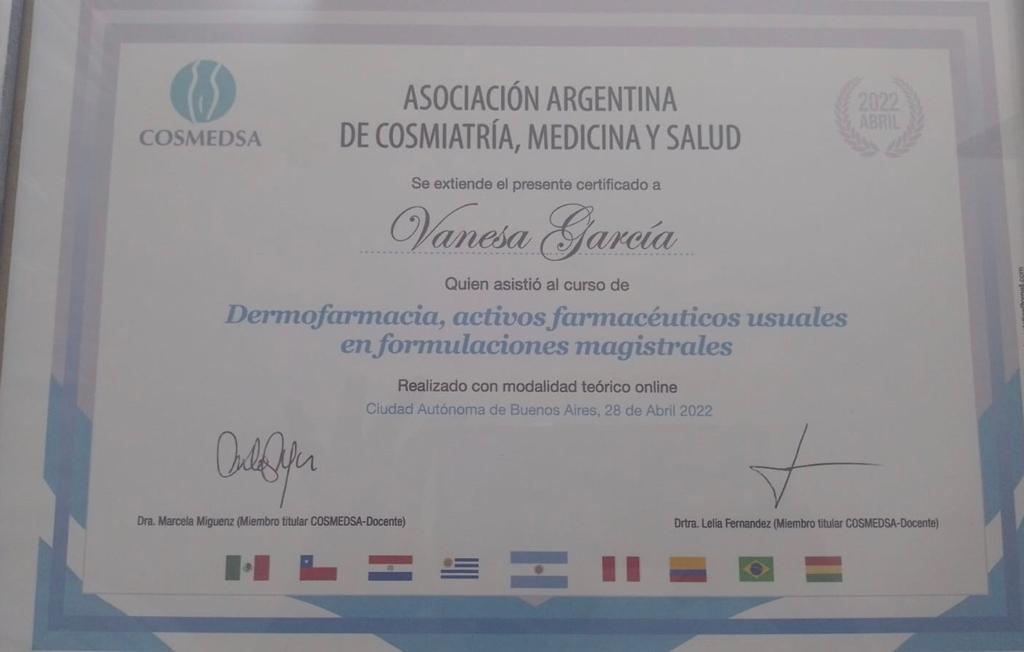 COSMEDSA
ASOCIACIÓN ARGENTINA
DE COSMIATRÍA, MEDICINA Y SALUD
2022
ABRIL
Se extiende el presente certificado a
Vanesa García
Quien asistió al curso de
Dermofarmacia, activos farmacéuticos usuales
en formulaciones magistrales
Realizado con modalidad teórico online
Ciudad Autónoma de Buenos Aires, 28 de Abril 2022
Dra. Marcela Miguenz (Miembro titular COSMEDSA-Docente)
Drtra. Lelia Fernandez (Miembro titular COSMEDSA-Docente)